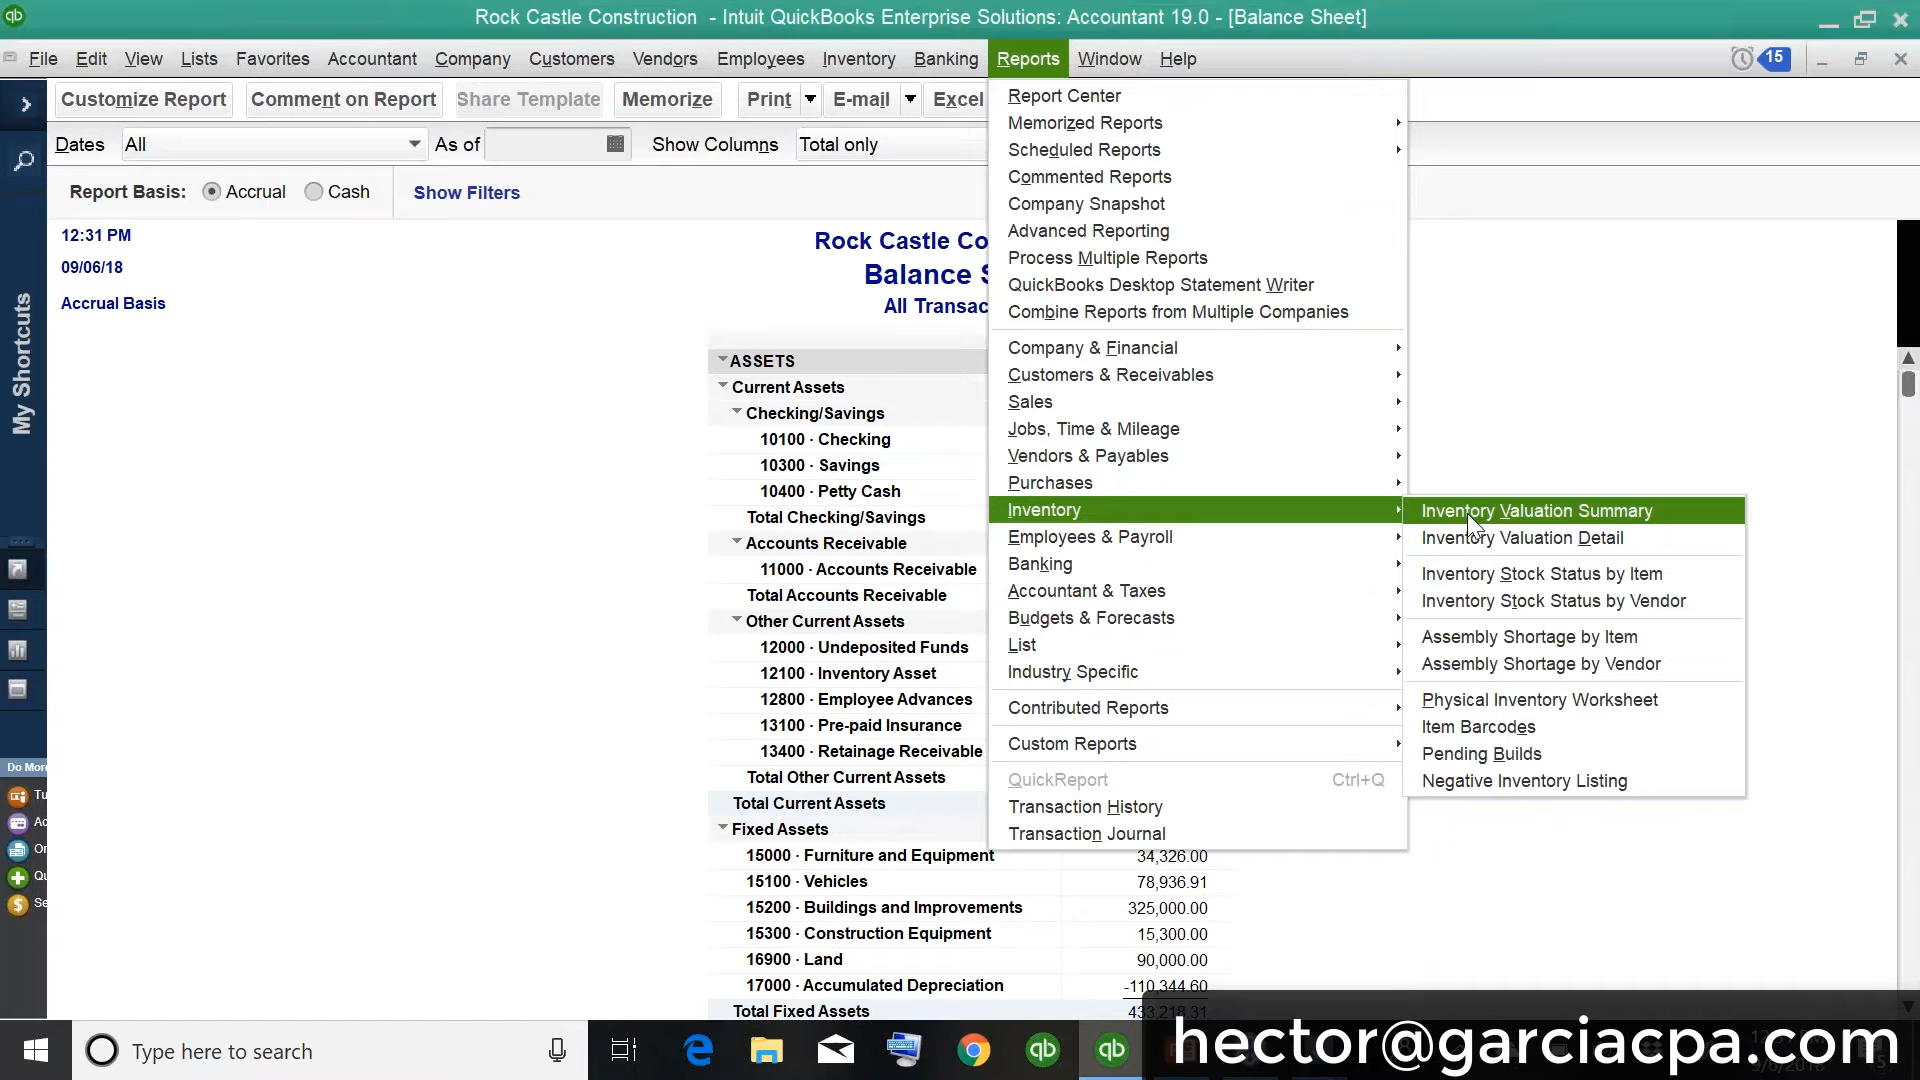 Rock Castle Construction - Intuit QuickBooks Enterprise Solutions: Accountant 19.0 - [Balance Sheet]
File Edit View Lists Favorites Accountant Company Customers Vendors Employees Inventory Banking Reports Window Help 15
Customize Report Comment on Report Share Template Memorize Print E-mail Excel
Dates All As of Show Columns Total only
Report Basis: Accrual Cash Show Filters
12:31 PM
09/06/18
Accrual Basis
Rock Castle Co
Balance S
All Transac
My Shortcuts
Do More
Tu
Ac
Or
Qu
Se
ASSETS
Current Assets
Checking/Savings
10100 · Checking
10300 · Savings
10400 · Petty Cash
Total Checking/Savings
Accounts Receivable
11000 · Accounts Receivable
Total Accounts Receivable
Other Current Assets
12000 · Undeposited Funds
12100 · Inventory Asset
12800 · Employee Advances
13100 · Pre-paid Insurance
13400 · Retainage Receivable
Total Other Current Assets
Total Current Assets
Fixed Assets
15000 · Furniture and Equipment 34,326.00
15100 · Vehicles 78,936.91
15200 · Buildings and Improvements 325,000.00
15300 · Construction Equipment 15,300.00
16900 · Land 90,000.00
17000 · Accumulated Depreciation -110,344.60
Total Fixed Assets 433,218.31
Report Center
Memorized Reports
Scheduled Reports
Commented Reports
Company Snapshot
Advanced Reporting
Process Multiple Reports
QuickBooks Desktop Statement Writer
Combine Reports from Multiple Companies
Company & Financial
Customers & Receivables
Sales
Jobs, Time & Mileage
Vendors & Payables
Purchases
Inventory
Employees & Payroll
Banking
Accountant & Taxes
Budgets & Forecasts
List
Industry Specific
Contributed Reports
Custom Reports
QuickReport Ctrl+Q
Transaction History
Transaction Journal
Inventory Valuation Summary
Inventory Valuation Detail
Inventory Stock Status by Item
Inventory Stock Status by Vendor
Assembly Shortage by Item
Assembly Shortage by Vendor
Physical Inventory Worksheet
Item Barcodes
Pending Builds
Negative Inventory Listing
Type here to search
hector@garciacpa.com